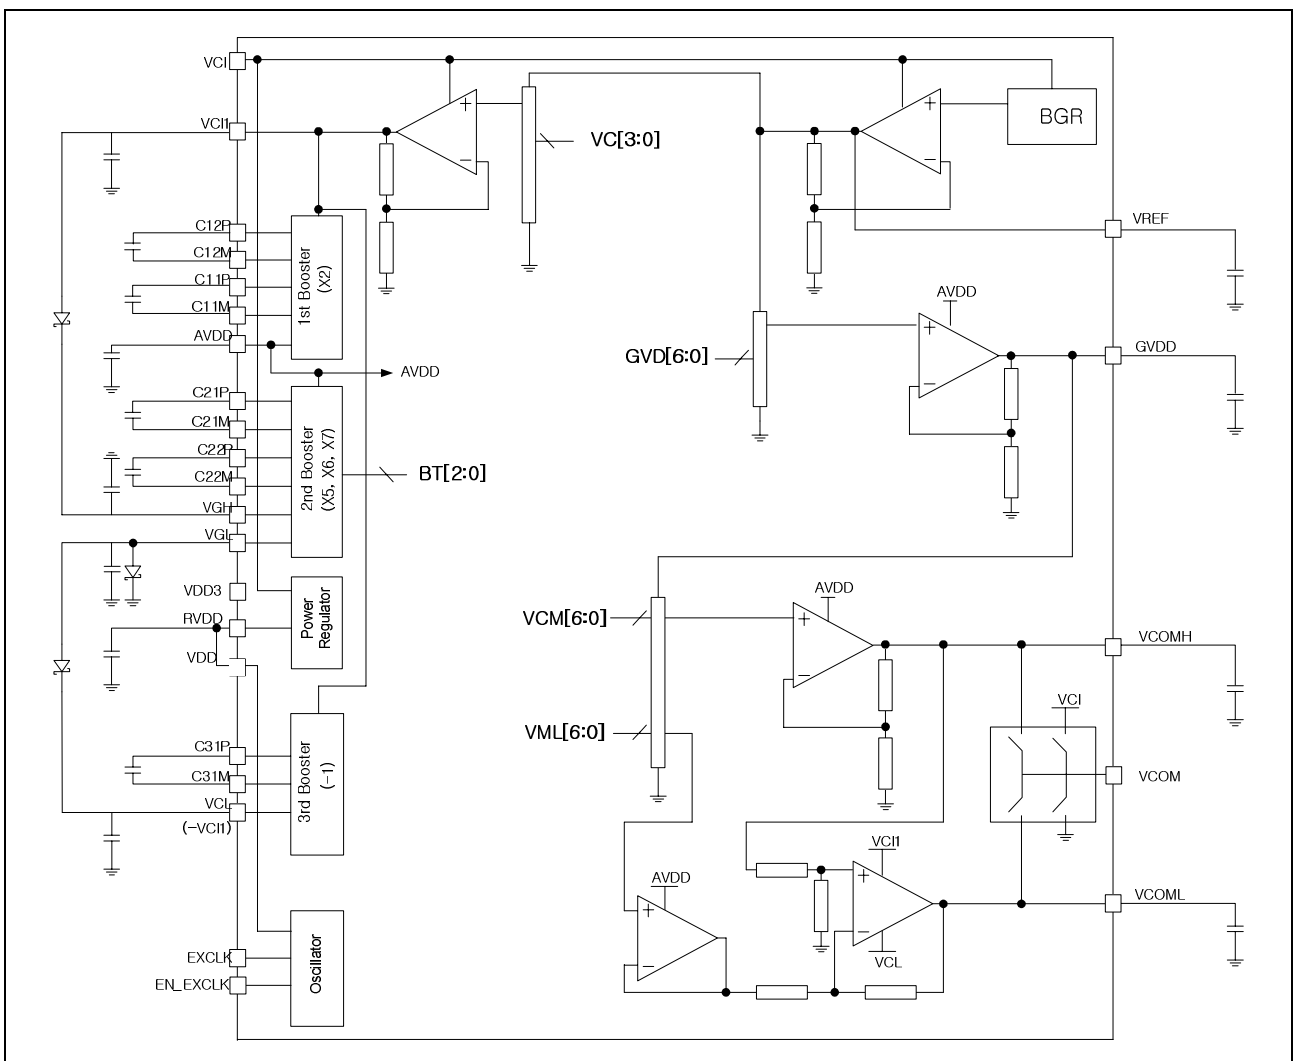 VCI
VCI1
C12P
C12M
C11P
C11M
AVDD
C21P
C21M
C22P
C22M
VGH
VGL
VDD3
RVDD
VDD
C31P
C31M
VCL
(-VCI1)
EXCLK
EN_EXCLK
1st Booster
(X2)
AVDD
2nd Booster
(X5, X6, X7)
BT[2:0]
Power
Regulator
3rd Booster
(-1)
Oscillator
+
-
VC[3:0]
+
-
BGR
VREF
GVD[6:0]
AVDD
+
-
GVDD
VCM[6:0]
VML[6:0]
AVDD
+
-
VCOMH
VCI
VCOM
AVDD
+
-
VCI1
+
-
VCL
VCOML